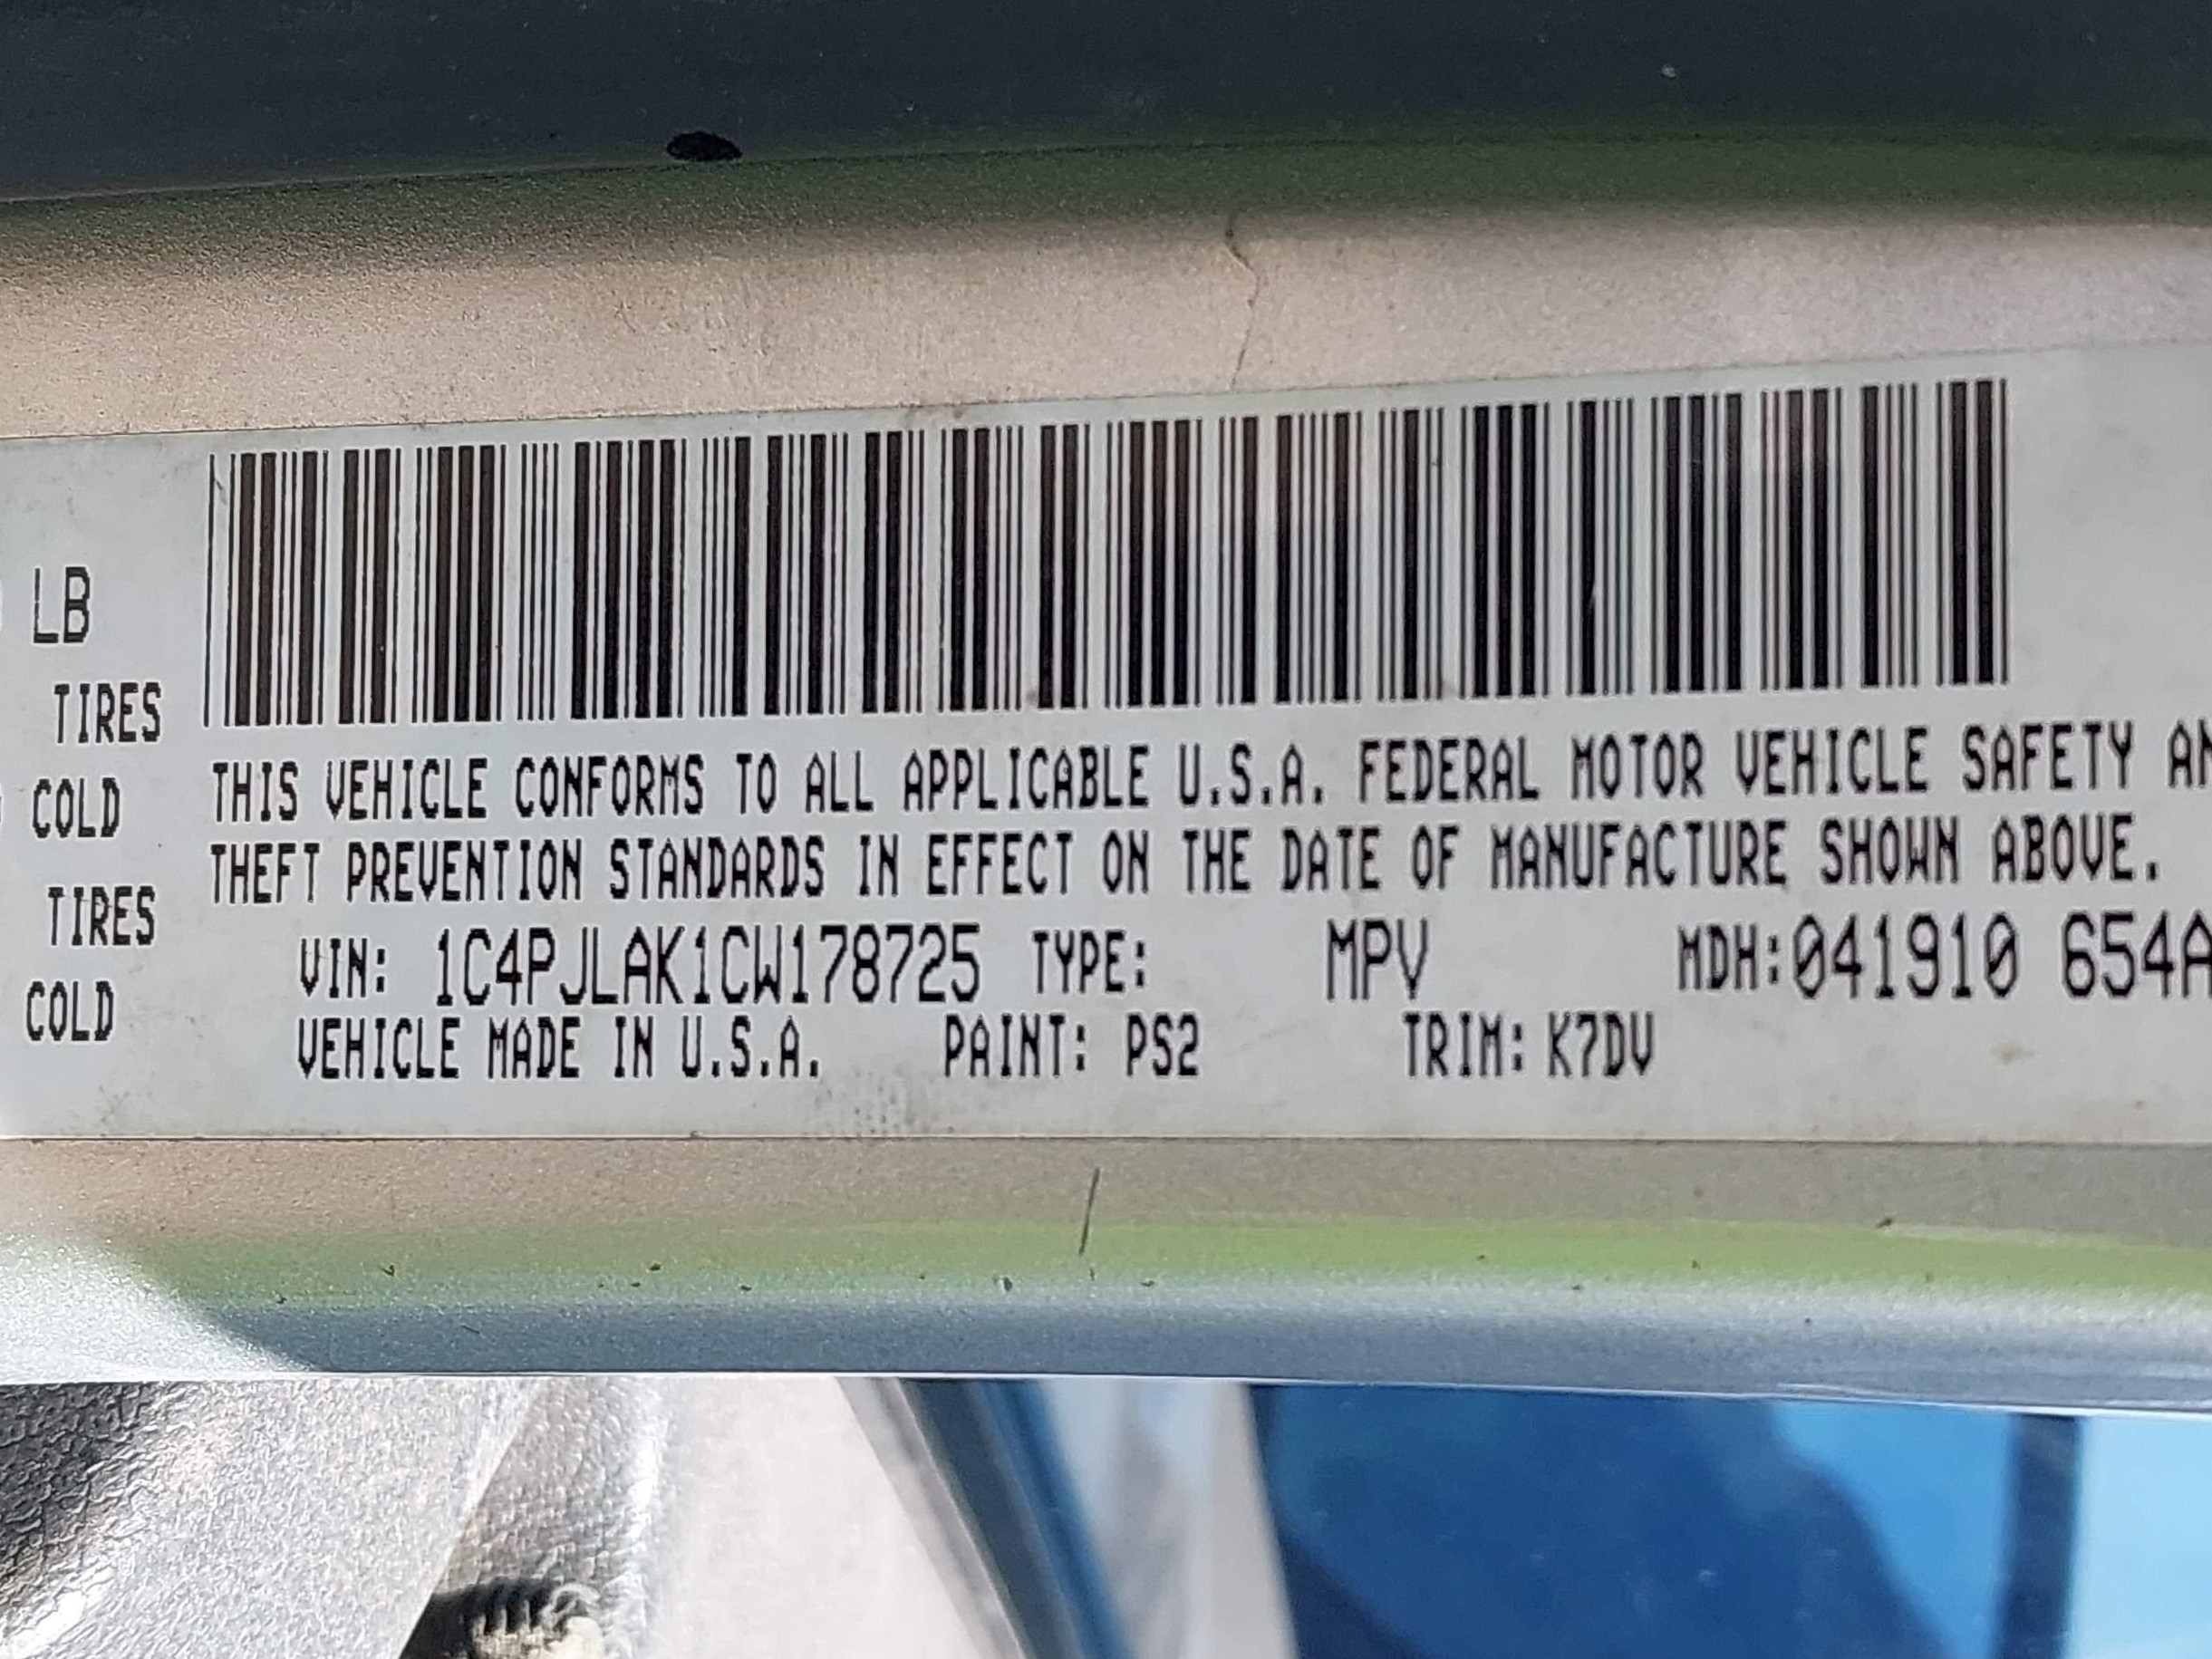 LB
TIRES
COLD
TIRES
COLD
THIS VEHICLE CONFORMS TO ALL APPLICABLE U.S.A. FEDERAL MOTOR VEHICLE SAFETY AN
THEFT PREVENTION STANDARDS IN EFFECT ON THE DATE OF MANUFACTURE SHOWN ABOVE.
VIN: 1C4PJLAK1CW178725 TYPE: MPV MDH:041910 654A
VEHICLE MADE IN U.S.A. PAINT: PS2 TRIM: K7DV